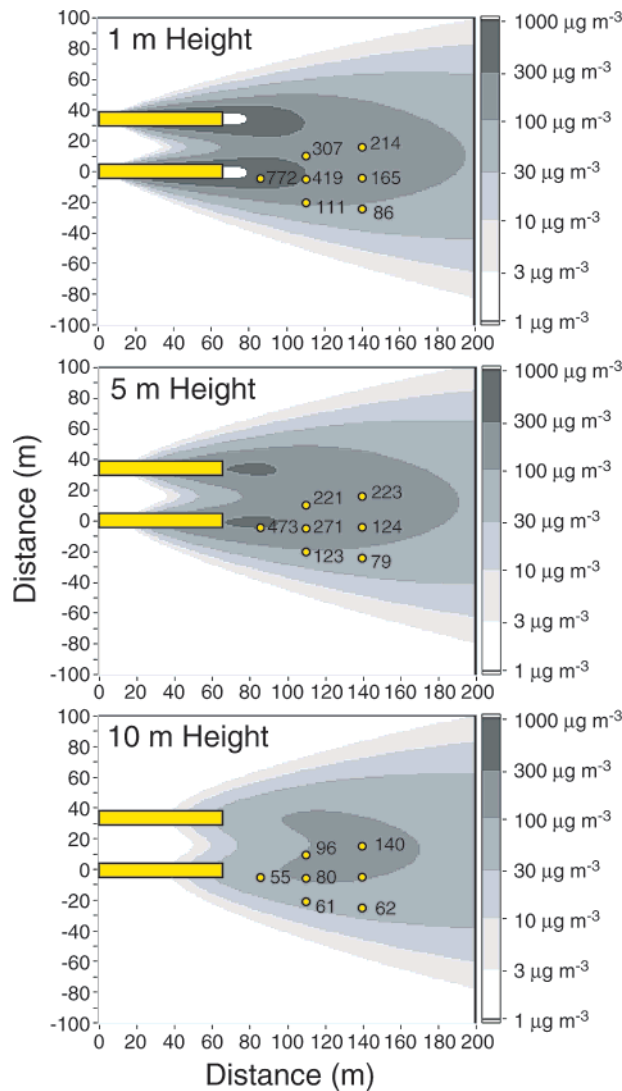 1 m Height
100
80
60
40
20
0
-20
-40
-60
-80
-100
307
214
772
419
165
111
86
0 20 40 60 80 100 120 140 160 180 200
1000 µg m-3
300 µg m-3
100 µg m-3
30 µg m-3
10 µg m-3
3 µg m-3
1 µg m-3
5 m Height
100
80
60
40
20
0
-20
-40
-60
-80
-100
221
223
473
271
124
123
79
0 20 40 60 80 100 120 140 160 180 200
1000 µg m-3
300 µg m-3
100 µg m-3
30 µg m-3
10 µg m-3
3 µg m-3
1 µg m-3
Distance (m)
10 m Height
100
80
60
40
20
0
-20
-40
-60
-80
-100
96
140
55
80
61
62
0 20 40 60 80 100 120 140 160 180 200
1000 µg m-3
300 µg m-3
100 µg m-3
30 µg m-3
10 µg m-3
3 µg m-3
1 µg m-3
Distance (m)